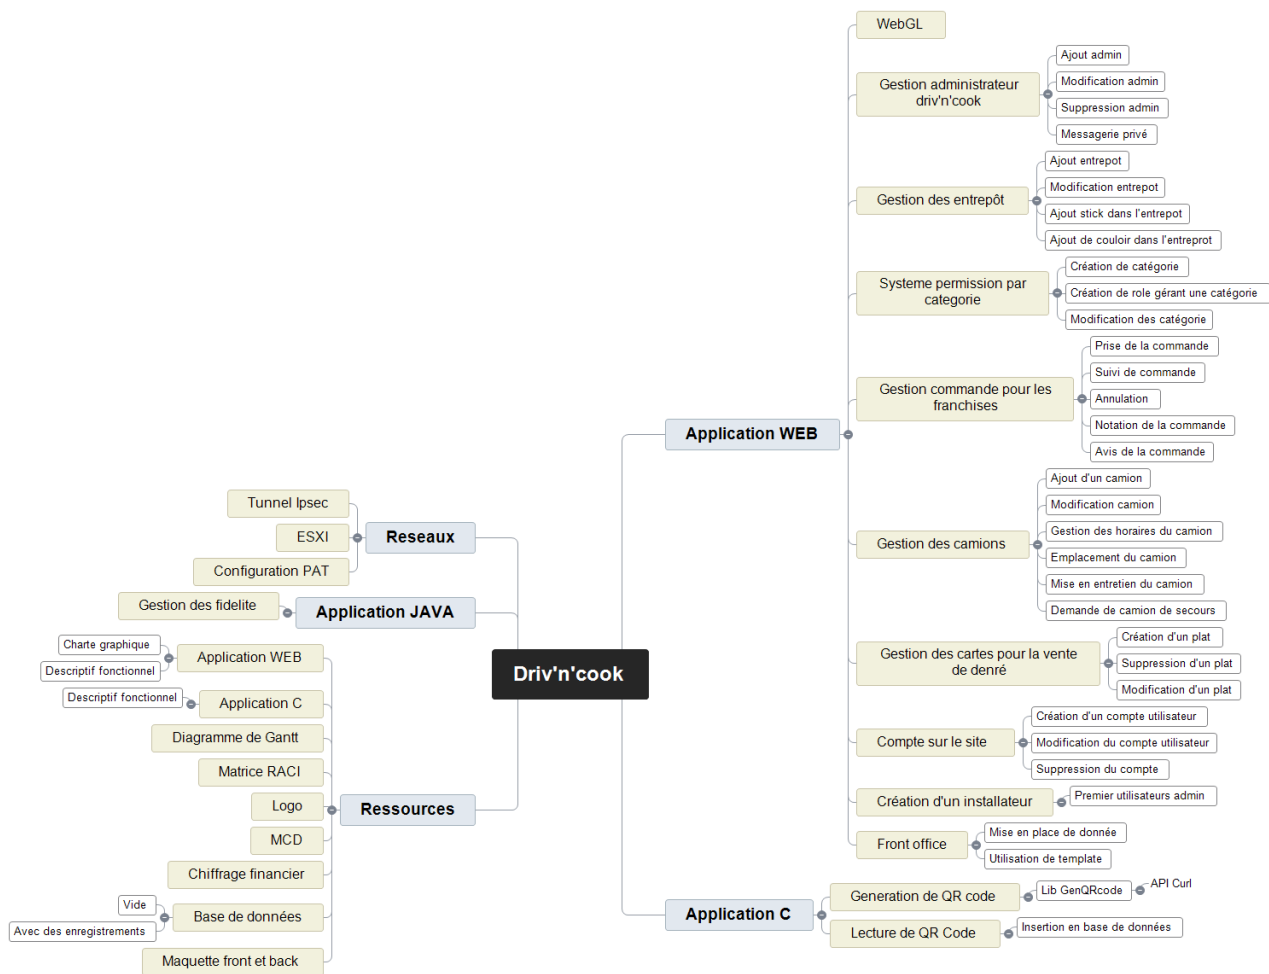 Driv'n'cook
Application WEB
WebGL
Gestion administrateur
driv'n'cook
Ajout admin
Modification admin
Suppression admin
Messagerie privé
Gestion des entrepôt
Ajout entrepot
Modification entrepot
Ajout stick dans l'entrepot
Ajout de couloir dans l'entreprot
Systeme permission par
categorie
Création de catégorie
Création de role gérant une catégorie
Modification des catégorie
Gestion commande pour les
franchises
Prise de la commande
Suivi de commande
Annulation
Notation de la commande
Avis de la commande
Gestion des camions
Ajout d'un camion
Modification camion
Gestion des horaires du camion
Emplacement du camion
Mise en entretien du camion
Demande de camion de secours
Gestion des cartes pour la vente
de denré
Création d'un plat
Suppression d'un plat
Modification d'un plat
Compte sur le site
Création d'un compte utilisateur
Modification du compte utilisateur
Suppression du compte
Création d'un installateur
Premier utilisateurs admin
Front office
Mise en place de donnée
Utilisation de template
Application C
Generation de QR code
Lib GenQRcode
API Curl
Lecture de QR Code
Insertion en base de données
Reseaux
Tunnel Ipsec
ESXI
Configuration PAT
Application JAVA
Gestion des fidelite
Ressources
Application WEB
Charte graphique
Descriptif fonctionnel
Application C
Descriptif fonctionnel
Diagramme de Gantt
Matrice RACI
Logo
MCD
Chiffrage financier
Base de données
Vide
Avec des enregistrements
Maquette front et back